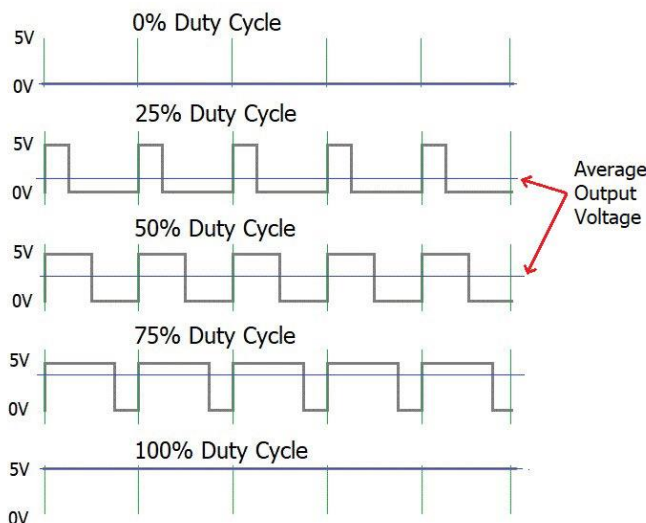 0% Duty Cycle
5V
0V
25% Duty Cycle
5V
0V
Average
Output
Voltage
50% Duty Cycle
5V
0V
75% Duty Cycle
5V
0V
100% Duty Cycle
5V
0V